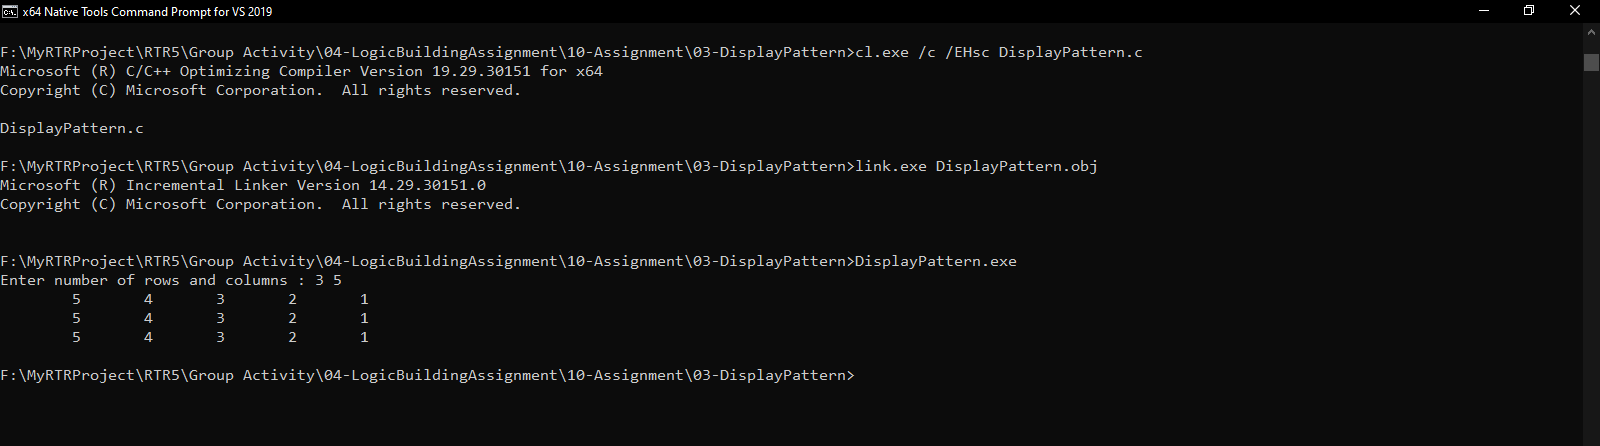 x64 Native Tools Command Prompt for VS 2019
F:\MyRTRProject\RTR5\Group Activity\04-LogicBuildingAssignment\10-Assignment\03-DisplayPattern>cl.exe /c /EHsc DisplayPattern.c
Microsoft (R) C/C++ Optimizing Compiler Version 19.29.30151 for x64
Copyright (C) Microsoft Corporation.  All rights reserved.
DisplayPattern.c
F:\MyRTRProject\RTR5\Group Activity\04-LogicBuildingAssignment\10-Assignment\03-DisplayPattern>link.exe DisplayPattern.obj
Microsoft (R) Incremental Linker Version 14.29.30151.0
Copyright (C) Microsoft Corporation.  All rights reserved.
F:\MyRTRProject\RTR5\Group Activity\04-LogicBuildingAssignment\10-Assignment\03-DisplayPattern>DisplayPattern.exe
Enter number of rows and columns : 3 5
5 4 3 2 1
5 4 3 2 1
5 4 3 2 1
F:\MyRTRProject\RTR5\Group Activity\04-LogicBuildingAssignment\10-Assignment\03-DisplayPattern>